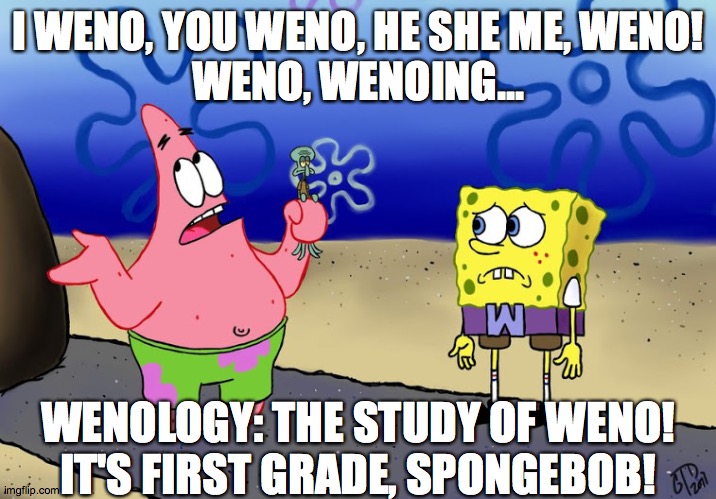 I WENO, YOU WENO, HE SHE ME, WENO!
WENO, WENOING...
W
WENOLOGY: THE STUDY OF WENO!
IT'S FIRST GRADE, SPONGEBOB!
imgflip.com